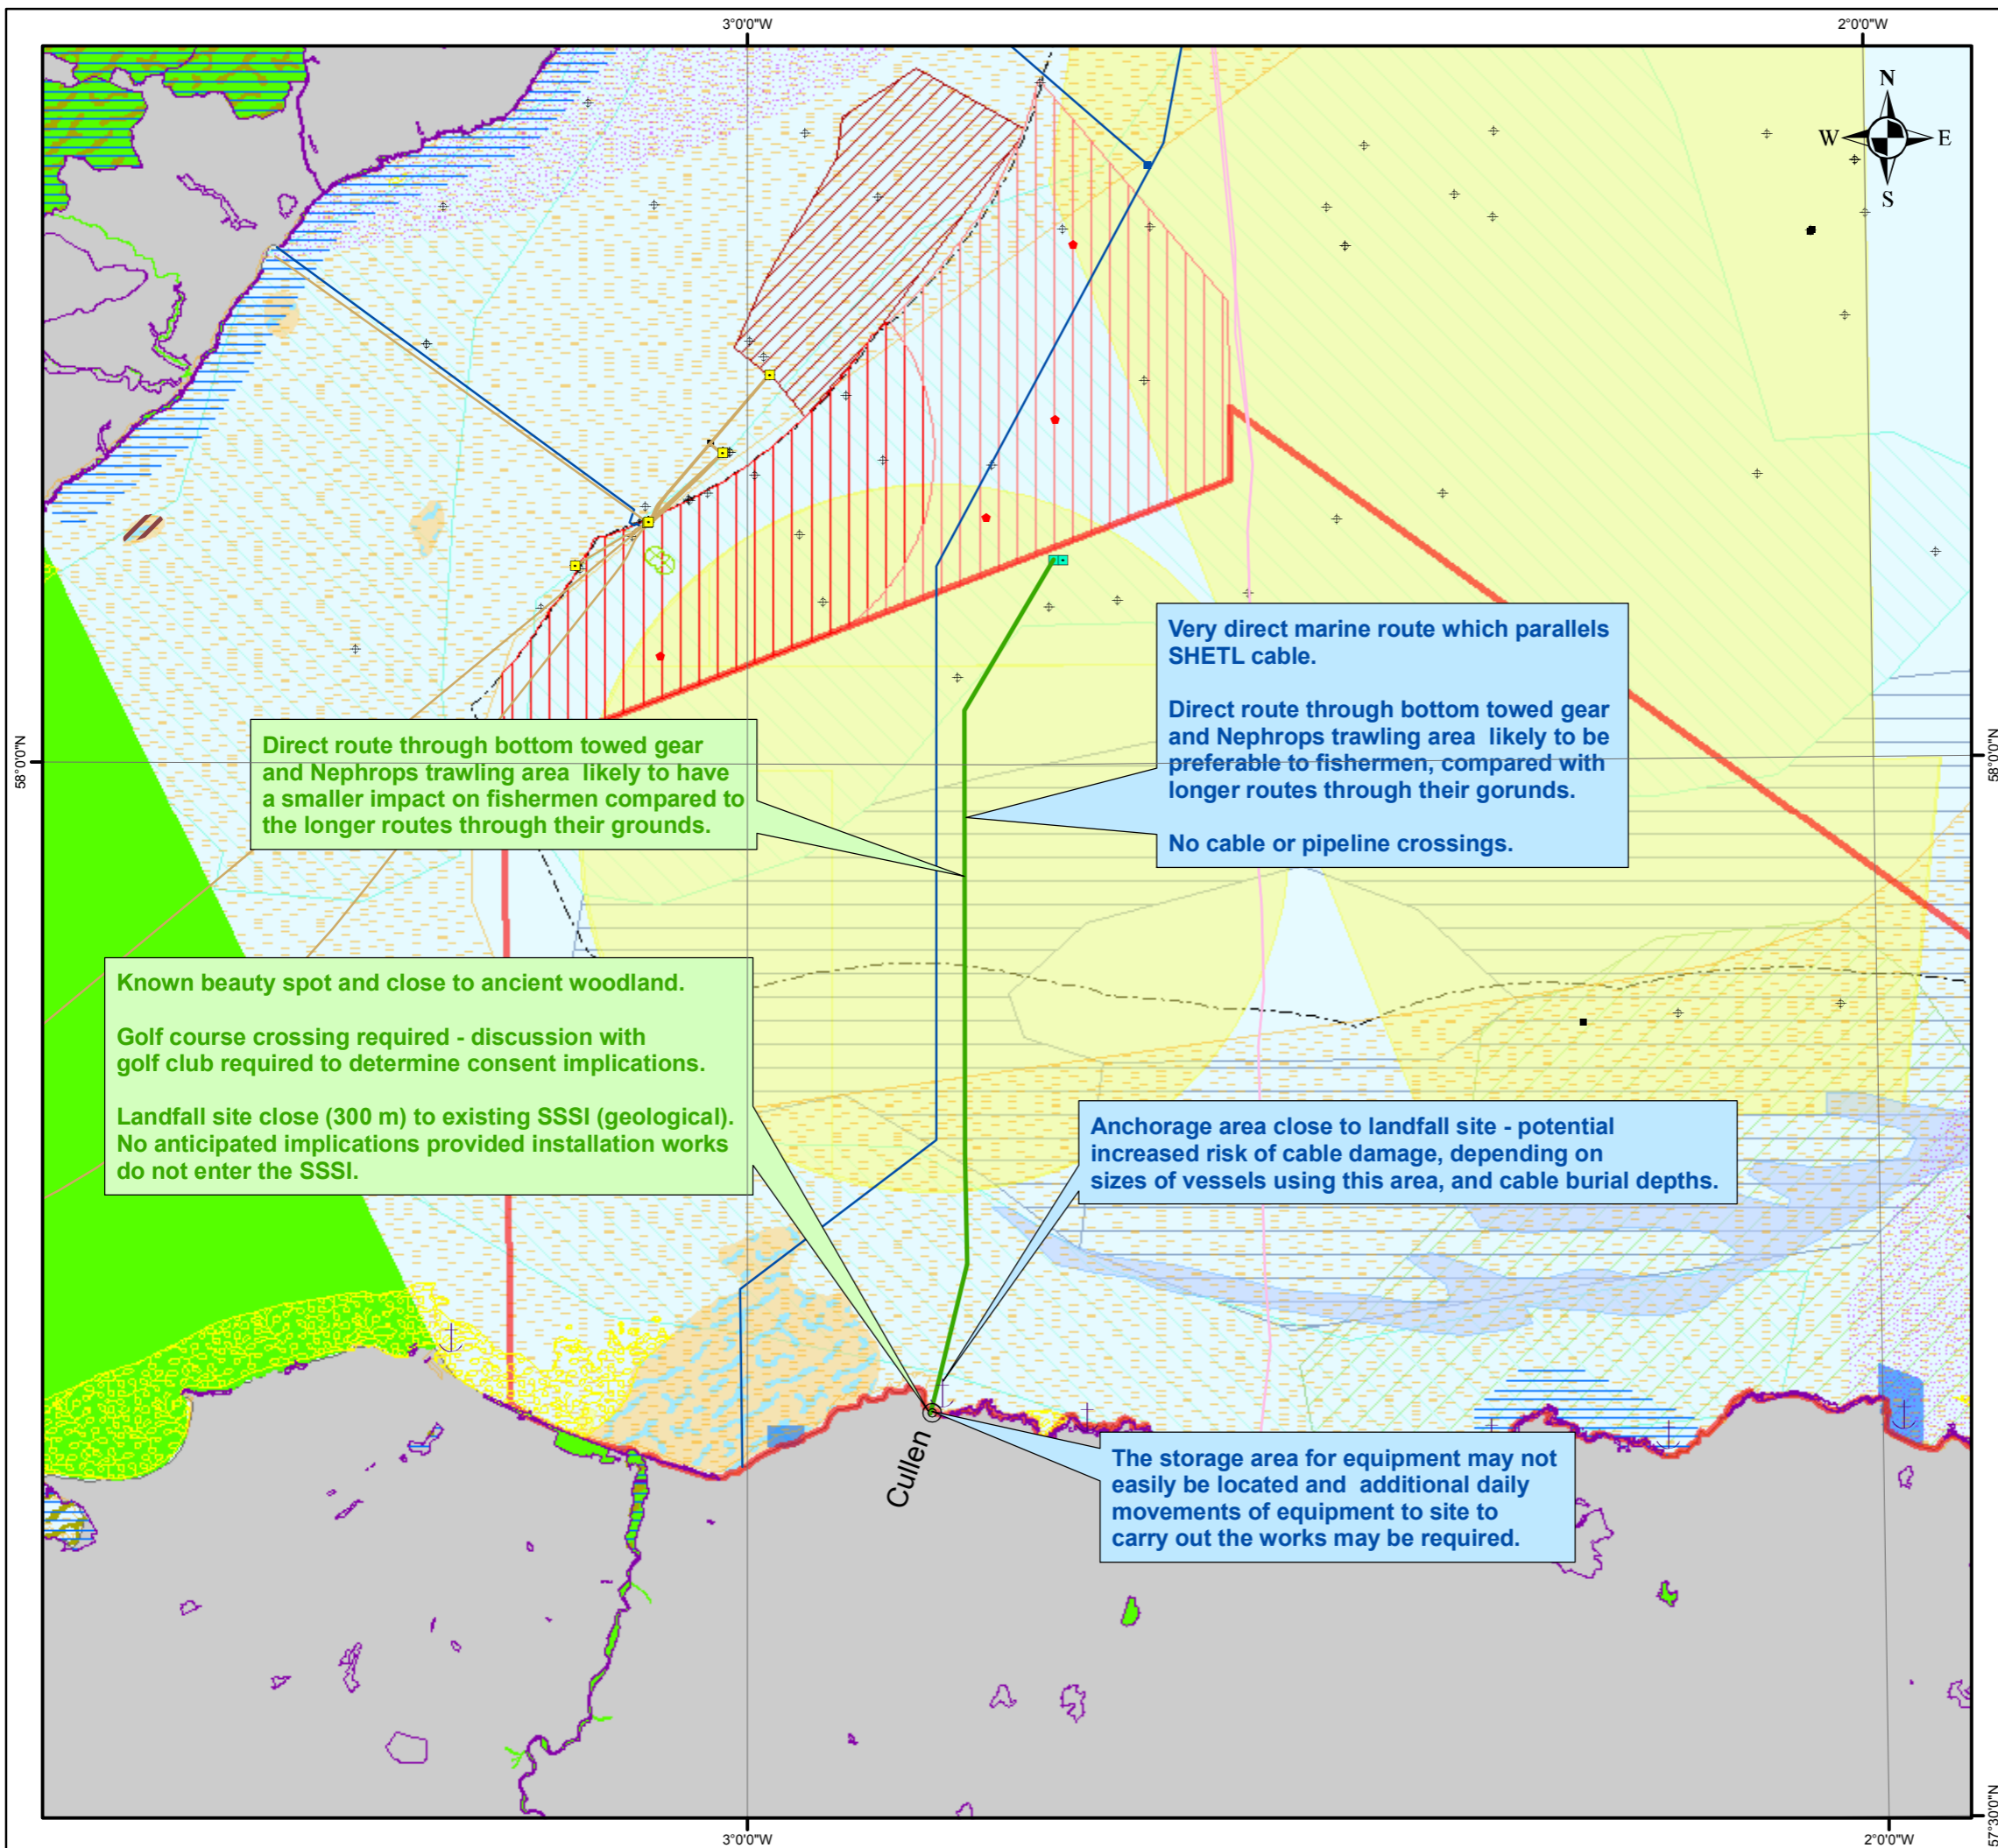 3°0'0"W
2°0'0"W
N
W
E
S
Very direct marine route which parallels
SHETL cable.
Direct route through bottom towed gear
and Nephrops trawling area likely to be
preferable to fishermen, compared with
longer routes through their gorunds.
No cable or pipeline crossings.
Direct route through bottom towed gear
and Nephrops trawling area likely to have
a smaller impact on fishermen compared to
the longer routes through their grounds.
58°0'0"N
58°0'0"N
Known beauty spot and close to ancient woodland.
Golf course crossing required - discussion with
golf club required to determine consent implications.
Landfall site close (300 m) to existing SSSI (geological).
No anticipated implications provided installation works
do not enter the SSSI.
Anchorage area close to landfall site - potential
increased risk of cable damage, depending on
sizes of vessels using this area, and cable burial depths.
Cullen
The storage area for equipment may not
easily be located and additional daily
movements of equipment to site to
carry out the works may be required.
57°30'0"N
3°0'0"W
2°0'0"W